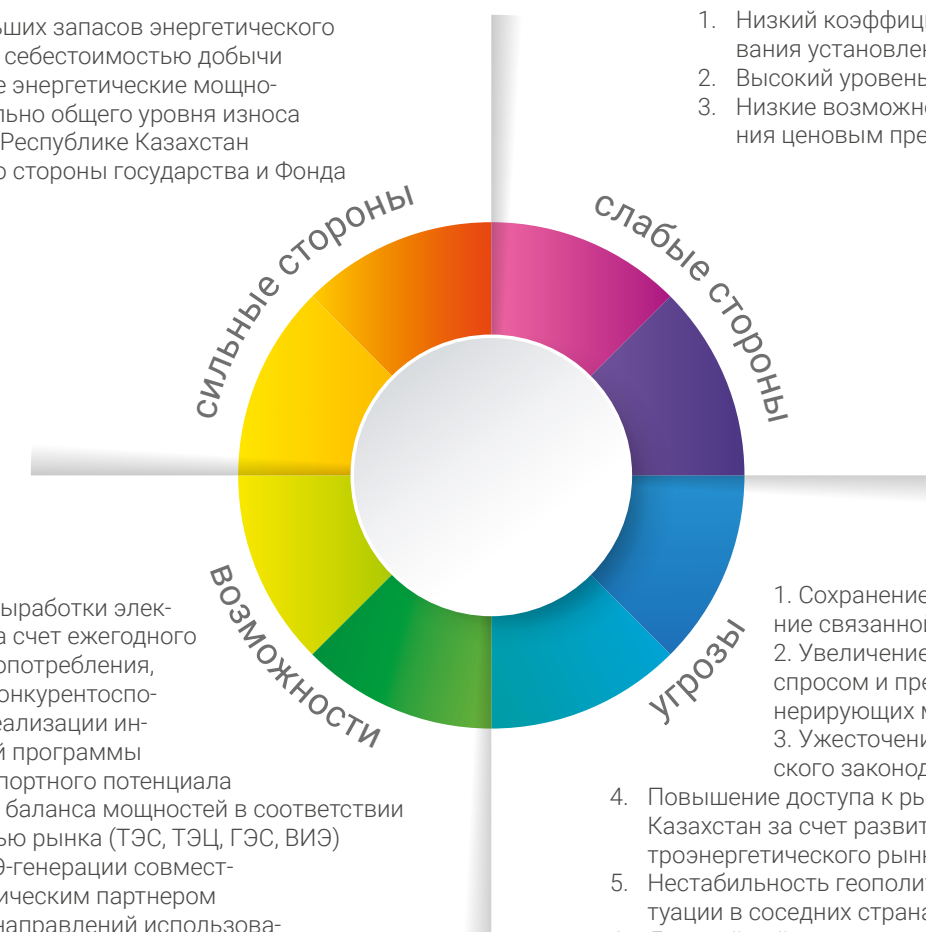 ьших запасов энергетического
себестоимостью добычи
е энергетические мощно-
льно общего уровня износа
Республике Казахстан
о стороны государства и Фонда
1. Низкий коэффици
вания установлен
2. Высокий уровень
3. Низкие возможно
ния ценовым пре
сильные стороны
слабые стороны
возможности
угрозы
ыработки элек-
а счет ежегодного
опотребления,
онкурентоспо-
еализации ин-
й программы
портного потенциала
баланса мощностей в соответствии
ью рынка (ТЭС, ТЭЦ, ГЭС, ВИЭ)
Э-генерации совмест-
ическим партнером
направлений использова-
1. Сохранение
ние связанной
2. Увеличение
спросом и пре
нерирующих м
3. Ужесточени
ского законод
4. Повышение доступа к ры
Казахстан за счет развит
троэнергетического рынк
5. Нестабильность геополит
туации в соседних страна